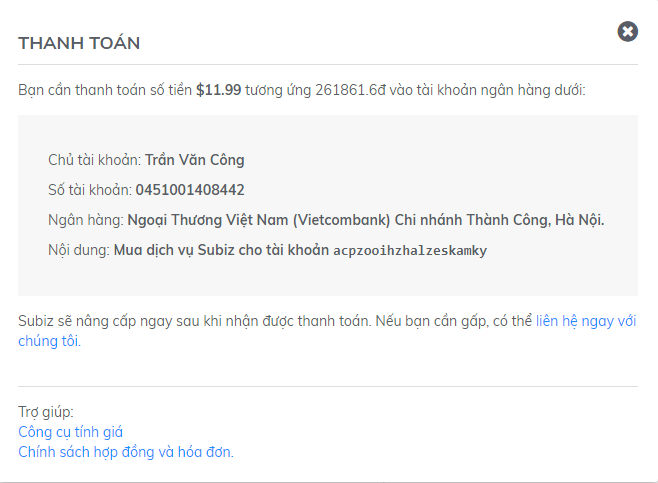 THANH TOÁN
Bạn cần thanh toán số tiền $11.99 tương ứng 261861.6đ vào tài khoản ngân hàng dưới:
Chủ tài khoản: Trần Văn Công
Số tài khoản: 0451001408442
Ngân hàng: Ngoại Thương Việt Nam (Vietcombank) Chi nhánh Thành Công, Hà Nội.
Nội dung: Mua dịch vụ Subiz cho tài khoản acpzooihzhalzeskamky
Subiz sẽ nâng cấp ngay sau khi nhận được thanh toán. Nếu bạn cần gấp, có thể liên hệ ngay với
chúng tôi.
Trợ giúp:
Công cụ tính giá
Chính sách hợp đồng và hóa đơn.